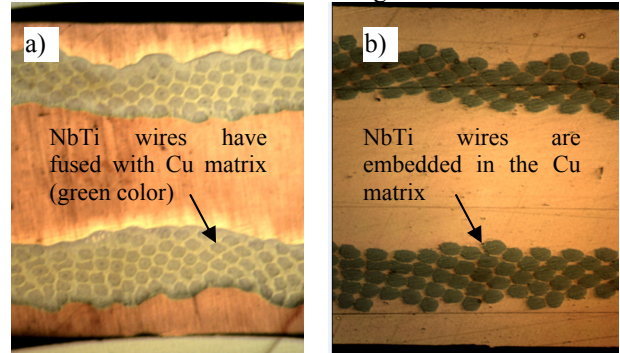 a)
NbTi wires have
fused with Cu matrix
(green color)
b)
NbTi wires are
embedded in the Cu
matrix